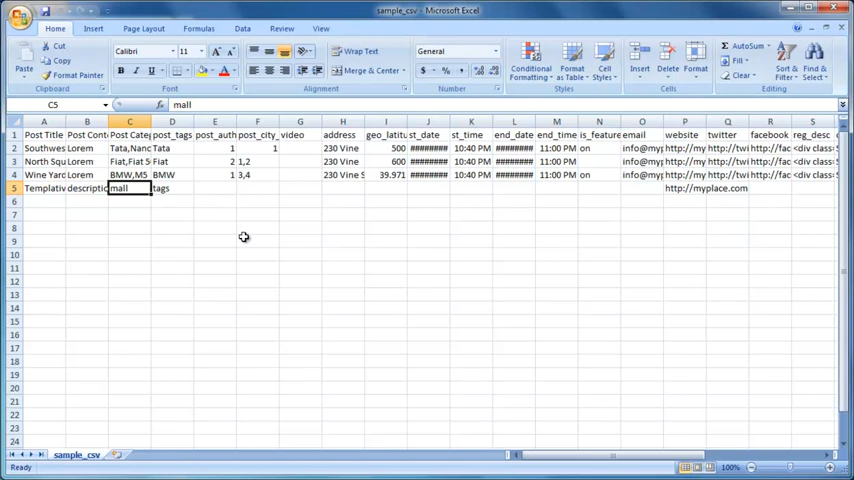 sample_csv - Microsoft Excel
Home Insert Page Layout Formulas Data Review View
Paste Cut Copy Format Painter Clipboard
Calibri 11 A A B I U A Font
Wrap Text Merge & Center Alignment
General $ % , Number
Conditional Formatting Format as Table Cell Styles Styles
Insert Delete Format Cells
AutoSum Fill Clear Sort & Filter Find & Select Editing
C5 fx mall
A B C D E F G H I J K L M N O P Q R S
1 Post Title Post Cont Post Categ post_tags post_auth post_city_ video address geo_latitu st_date st_time end_date end_time is_feature email website twitter facebook reg_desc
2 Southwes Lorem Tata,Nano Tata 1 1 230 Vine 500 ######## 10:40 PM ######## 11:00 PM on info@myp http://my http://twi http://fac <div class=
3 North Squ Lorem Fiat,Fiat 5 Fiat 2 1,2 230 Vine 600 ######## 10:40 PM ######## 11:00 PM info@myp http://my http://twi http://fac <div class=
4 Wine Yard Lorem BMW,M5 BMW 1 3,4 230 Vine S 39.971 ######## 10:40 PM ######## 11:00 PM on info@myp http://my http://twi http://fac <div class=
5 Templativ descriptio mall tags http://myplace.com
6
7
8
9
10
11
12
13
14
15
16
17
18
19
20
21
22
23
24
sample_csv
Ready 100%